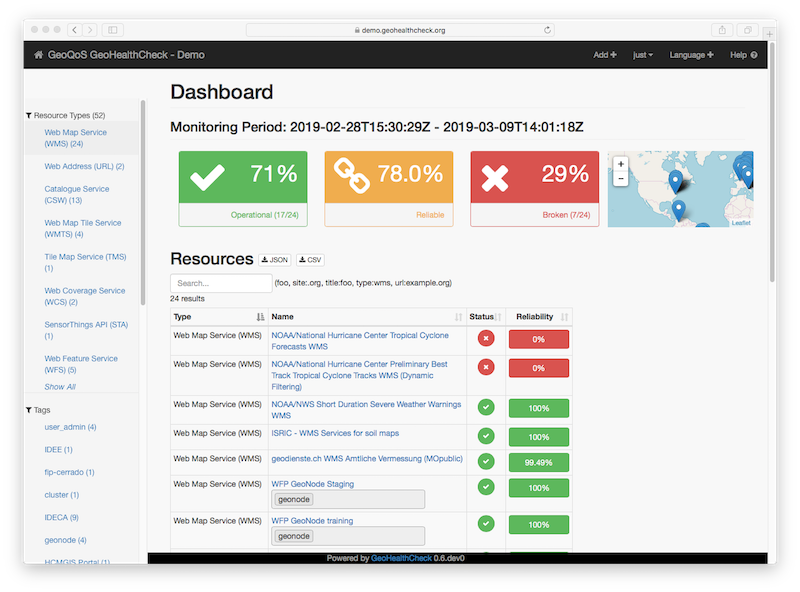 demo.geohealthcheck.org
GeoQoS GeoHealthCheck - Demo
Add
just
Language
Help
Resource Types (52)
Web Map Service
(WMS) (24)
Web Address (URL) (2)
Catalogue Service
(CSW) (13)
Web Map Tile Service
(WMTS) (4)
Tile Map Service (TMS)
(1)
Web Coverage Service
(WCS) (2)
SensorThings API (STA)
(1)
Web Feature Service
(WFS) (5)
Show All
Tags
user_admin (4)
IDEE (1)
fip-cerrado (1)
cluster (1)
IDECA (9)
geonode (4)
HCMGIS Portal (1)
Dashboard
Monitoring Period: 2019-02-28T15:30:29Z - 2019-03-09T14:01:18Z
71%
Operational (17/24)
78.0%
Reliable
29%
Broken (7/24)
+
-
Leaflet
Resources
JSON
CSV
Search...
(foo, site:.org, title:foo, type:wms, url:example.org)
24 results
Type Name Status Reliability
Web Map Service (WMS) NOAA/National Hurricane Center Tropical Cyclone 0%
Forecasts WMS
Web Map Service (WMS) NOAA/National Hurricane Center Preliminary Best 0%
Track Tropical Cyclone Tracks WMS (Dynamic
Filtering)
Web Map Service (WMS) NOAA/NWS Short Duration Severe Weather Warnings 100%
WMS
Web Map Service (WMS) ISRIC - WMS Services for soil maps 100%
Web Map Service (WMS) geodienste.ch WMS Amtliche Vermessung (MOpublic) 99.49%
Web Map Service (WMS) WFP GeoNode Staging 100%
geonode
Web Map Service (WMS) WFP GeoNode training 100%
geonode
Powered by GeoHealthCheck 0.6.dev0